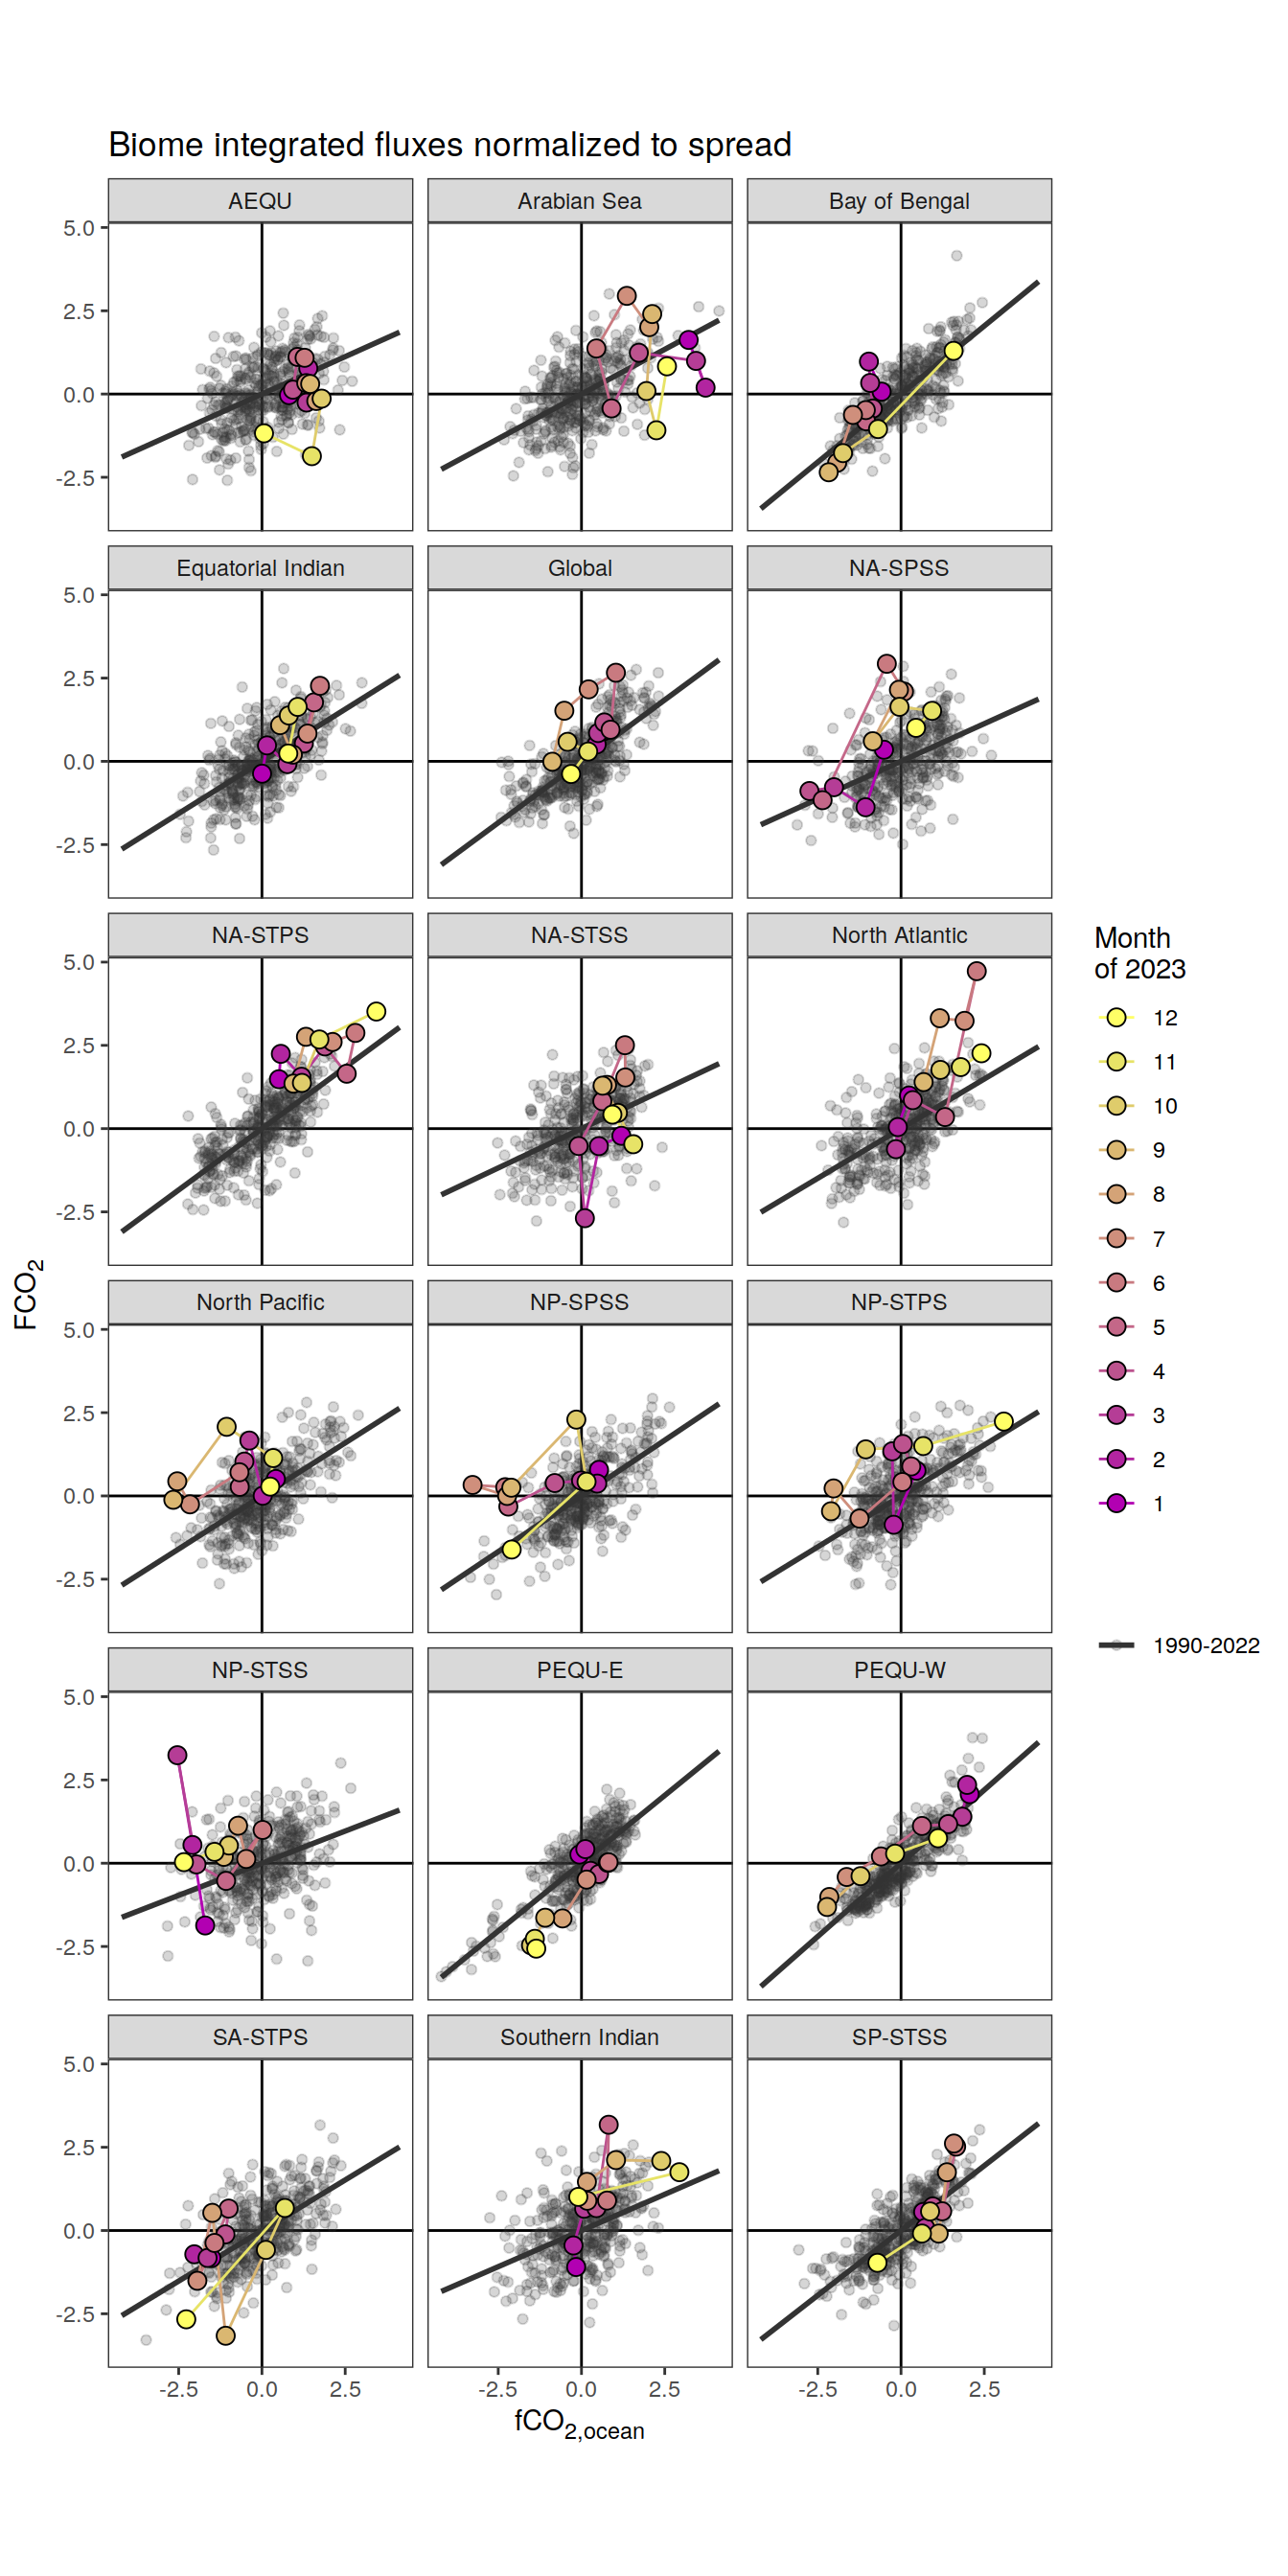 Biome integrated fluxes normalized to spread
AEQU
Arabian Sea
Bay of Bengal
5.0
2.5
0.0
-2.5
Equatorial Indian
Global
NA-SPSS
5.0
2.5
0.0
-2.5
NA-STPS
NA-STSS
North Atlantic
5.0
2.5
0.0
-2.5
North Pacific
NP-SPSS
NP-STPS
5.0
2.5
0.0
-2.5
NP-STSS
PEQU-E
PEQU-W
5.0
2.5
0.0
-2.5
SA-STPS
Southern Indian
SP-STSS
5.0
2.5
0.0
-2.5
-2.5 0.0 2.5
-2.5 0.0 2.5
-2.5 0.0 2.5
FCO2
fCO2,ocean
Month
of 2023
12
11
10
9
8
7
6
5
4
3
2
1
1990-2022